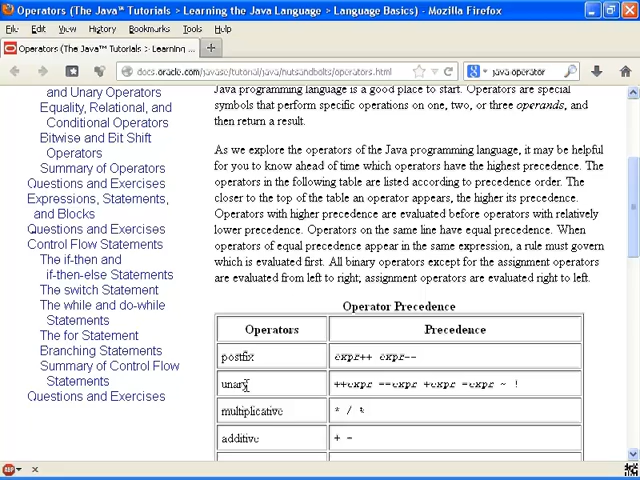 Operators (The Java™ Tutorials > Learning the Java Language > Language Basics) - Mozilla Firefox
File Edit View History Bookmarks Tools Help
Operators (The Java™ Tutorials > Learning ...
docs.oracle.com/javase/tutorial/java/nutsandbolts/operators.html
java operator
and Unary Operators
Equality, Relational, and
Conditional Operators
Bitwise and Bit Shift
Operators
Summary of Operators
Questions and Exercises
Expressions, Statements,
and Blocks
Questions and Exercises
Control Flow Statements
The if-then and
if-then-else Statements
The switch Statement
The while and do-while
Statements
The for Statement
Branching Statements
Summary of Control Flow
Statements
Questions and Exercises
Java programming language is a good place to start. Operators are special
symbols that perform specific operations on one, two, or three operands, and
then return a result.
As we explore the operators of the Java programming language, it may be helpful
for you to know ahead of time which operators have the highest precedence. The
operators in the following table are listed according to precedence order. The
closer to the top of the table an operator appears, the higher its precedence.
Operators with higher precedence are evaluated before operators with relatively
lower precedence. Operators on the same line have equal precedence. When
operators of equal precedence appear in the same expression, a rule must govern
which is evaluated first. All binary operators except for the assignment operators
are evaluated from left to right; assignment operators are evaluated right to left.
Operator Precedence
Operators Precedence
postfix expr++ expr--
unary ++expr --expr +expr -expr ~ !
multiplicative * / %
additive + -
ABP